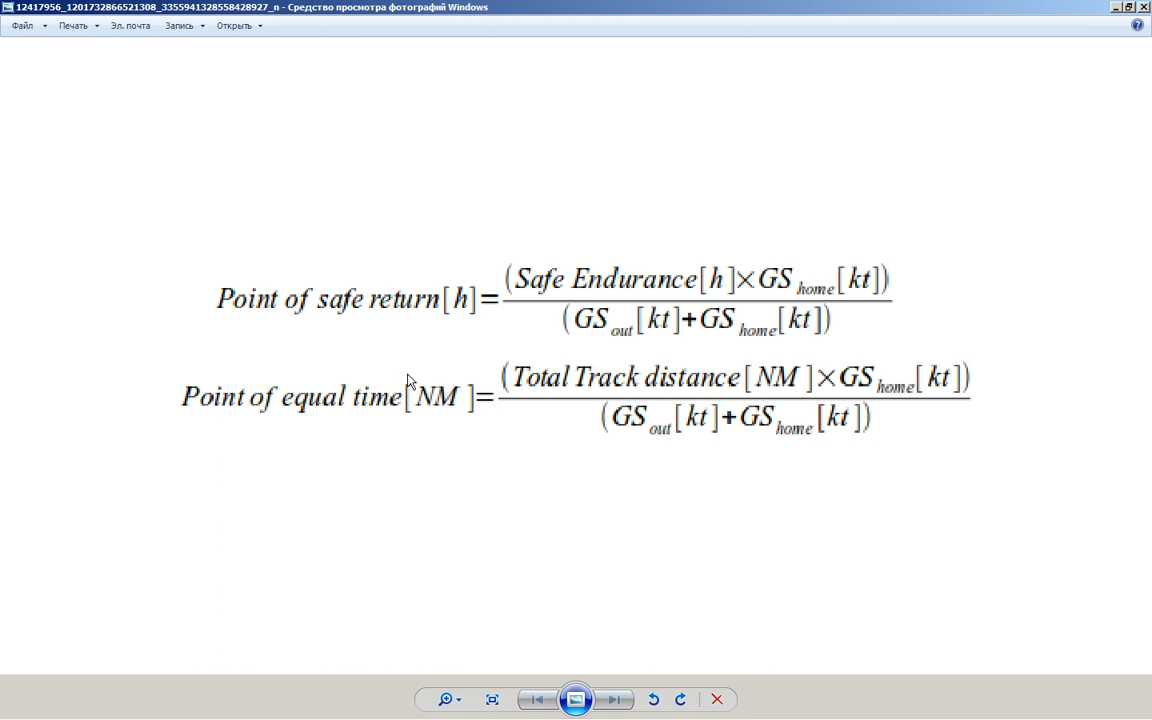 12417956_1201732866521308_3355941328558428927_n - Средство просмотра фотографий Windows
Файл Печать Эл. почта Запись Открыть
Point of safe return[h]=(Safe Endurance[h]×GS home[kt])/(GS out[kt]+GS home[kt])
Point of equal time[NM]=(Total Track distance[NM]×GS home[kt])/(GS out[kt]+GS home[kt])